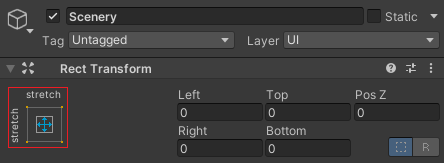 Scenery Static
Tag Untagged Layer UI
Rect Transform
stretch Left Top Pos Z
stretch 0 0 0
Right Bottom
0 0 R